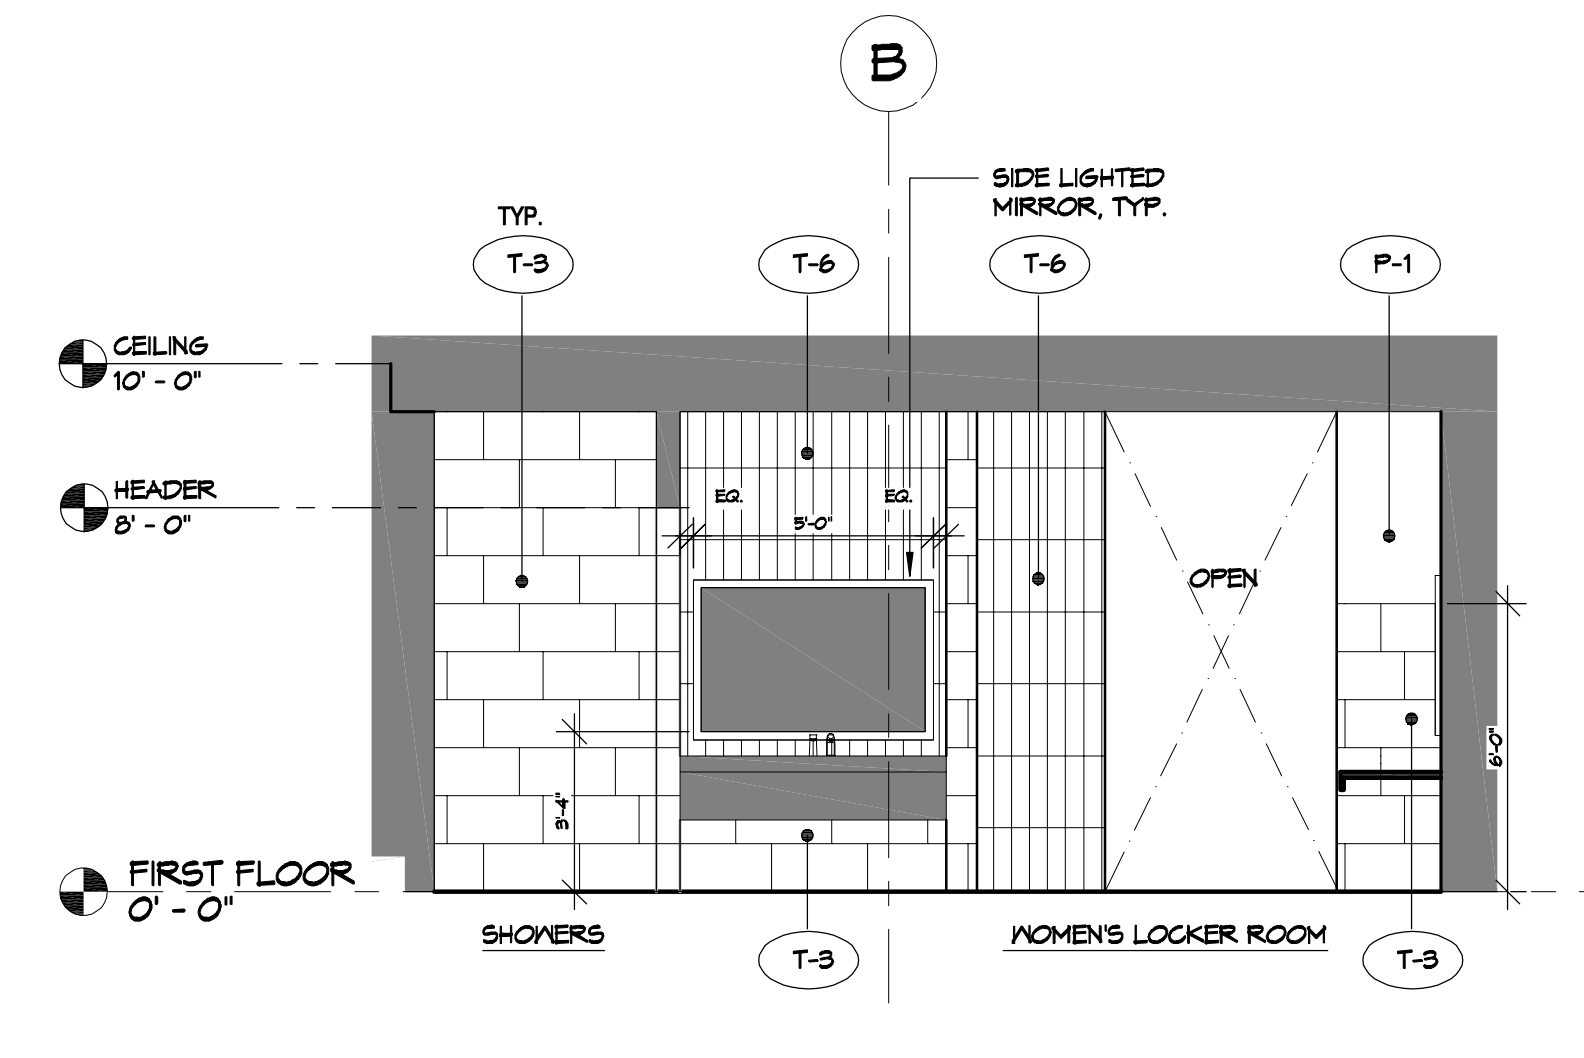 B
SIDE LIGHTED
MIRROR, TYP.
TYP.
T-3
T-6
T-6
P-1
CEILING
10' - 0"
HEADER
8' - 0"
EQ.
EQ.
5'-0"
OPEN
6'-0"
3'-4"
FIRST FLOOR
0' - 0"
SHOWERS
WOMEN'S LOCKER ROOM
T-3
T-3